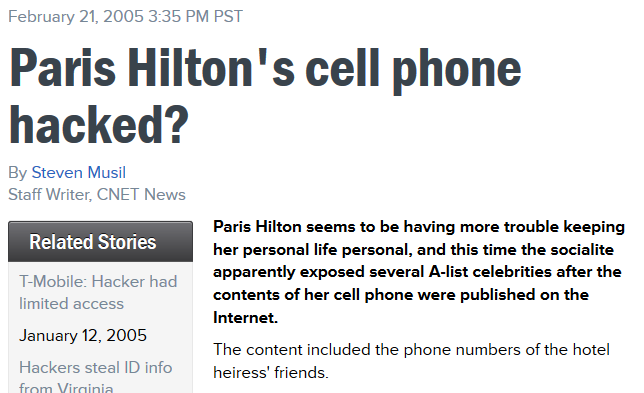 February 21, 2005 3:35 PM PST
Paris Hilton's cell phone
hacked?
By Steven Musil
Staff Writer, CNET News
Related Stories
T-Mobile: Hacker had
limited access
January 12, 2005
Hackers steal ID info
from Virginia
Paris Hilton seems to be having more trouble keeping
her personal life personal, and this time the socialite
apparently exposed several A-list celebrities after the
contents of her cell phone were published on the
Internet.
The content included the phone numbers of the hotel
heiress' friends.